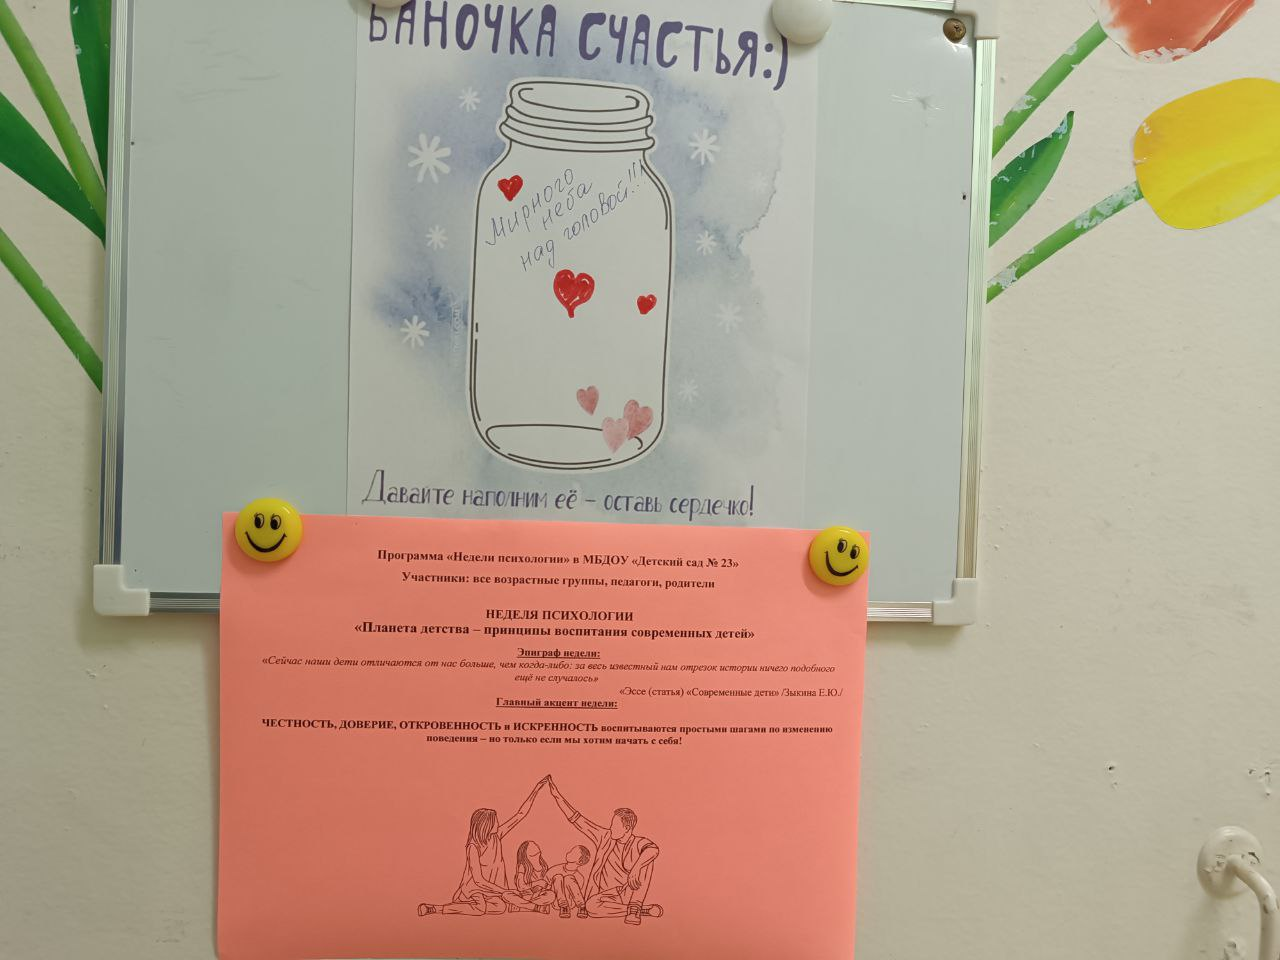 БАНОЧКА СЧАСТЬЯ:)
Мирного
неба
над головой!!!
Давайте наполним её – оставь сердечко!
Программа «Недели психологии» в МБДОУ «Детский сад № 23»
Участники: все возрастные группы, педагоги, родители
НЕДЕЛЯ ПСИХОЛОГИИ
«Планета детства – принципы воспитания современных детей»
Эпиграф недели:
«Сейчас наши дети отличаются от нас больше, чем когда-либо: за весь известный нам отрезок истории ничего подобного
ещё не случалось»
«Эссе (статья) «Современные дети» /Зыкина Е.Ю./
Главный акцент недели:
ЧЕСТНОСТЬ, ДОВЕРИЕ, ОТКРОВЕННОСТЬ и ИСКРЕННОСТЬ воспитываются простыми шагами по изменению
поведения – но только если мы хотим начать с себя!